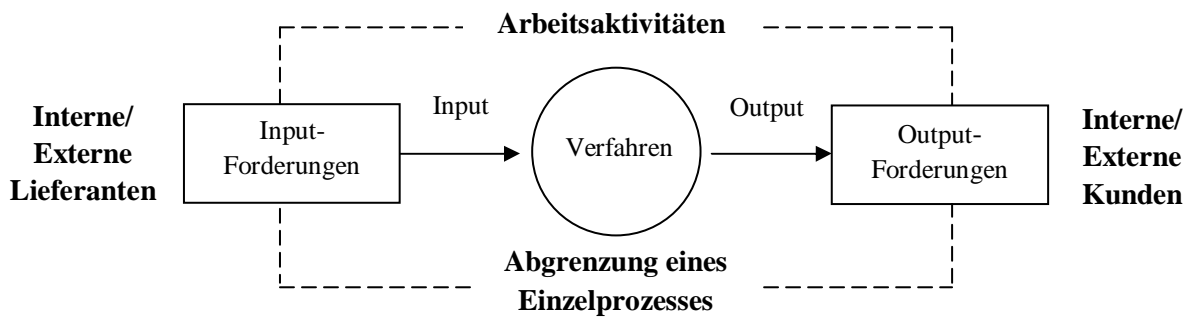 Arbeitsaktivitäten
Interne/
Externe
Lieferanten
Input-
Forderungen
Input
Verfahren
Output
Output-
Forderungen
Interne/
Externe
Kunden
Abgrenzung eines
Einzelprozesses